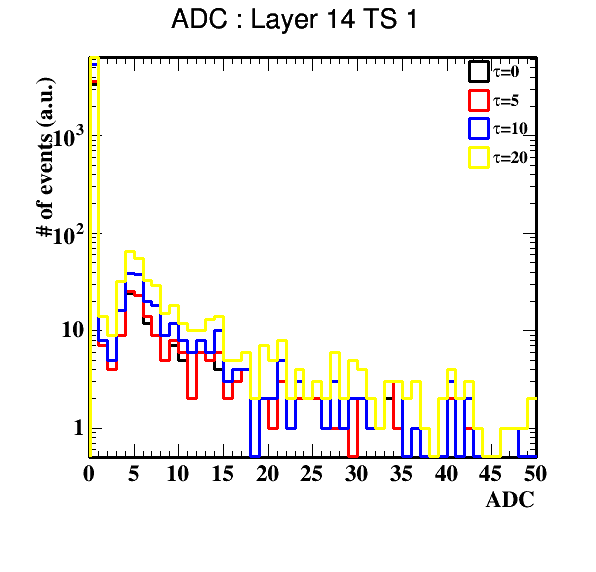 ADC : Layer 14 TS 1
# of events (a.u.)
10³
10²
10
1
τ=0
τ=5
τ=10
τ=20
0 5 10 15 20 25 30 35 40 45 50
ADC